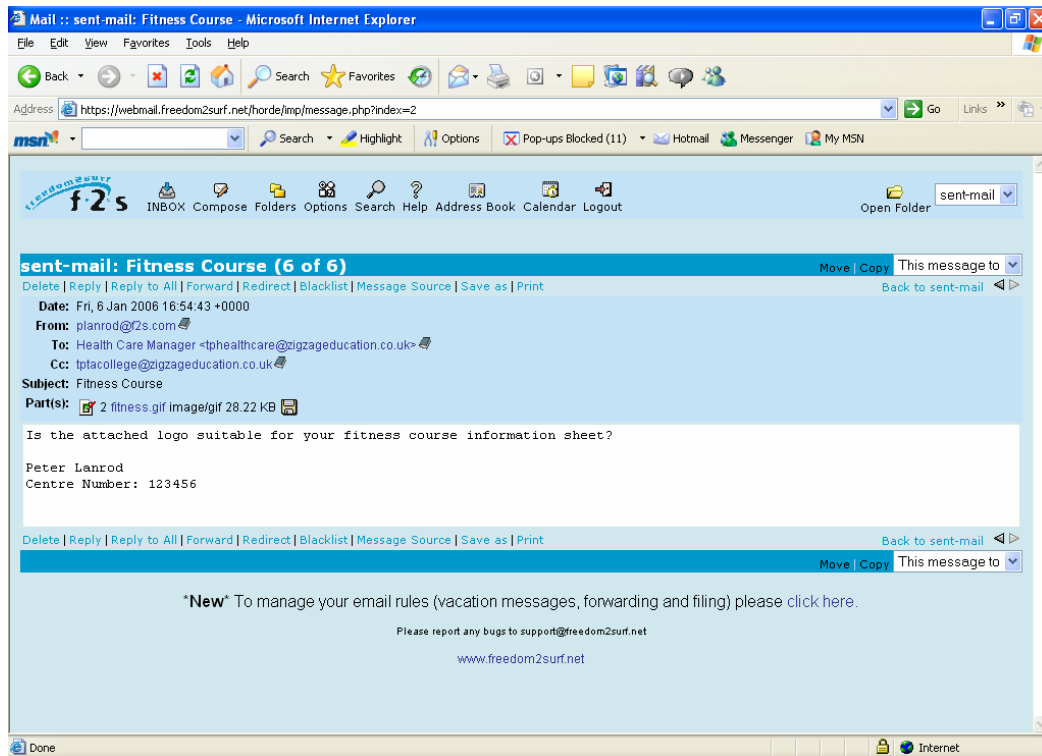 Mail :: sent-mail: Fitness Course - Microsoft Internet Explorer
File Edit View Favorites Tools Help
Back Search Favorites
Address https://webmail.freedom2surf.net/horde/imp/message.php?index=2 Go Links »
msn Search Highlight Options Pop-ups Blocked (11) Hotmail Messenger My MSN
freedom2surf
f·2·s INBOX Compose Folders Options Search Help Address Book Calendar Logout Open Folder sent-mail
sent-mail: Fitness Course (6 of 6) Move | Copy This message to
Delete | Reply | Reply to All | Forward | Redirect | Blacklist | Message Source | Save as | Print Back to sent-mail
Date: Fri, 6 Jan 2006 16:54:43 +0000
From: planrod@f2s.com
To: Health Care Manager <tphealthcare@zigzageducation.co.uk>
Cc: tptacollege@zigzageducation.co.uk
Subject: Fitness Course
Part(s): 2 fitness.gif image/gif 28.22 KB
Is the attached logo suitable for your fitness course information sheet?
Peter Lanrod
Centre Number: 123456
Delete | Reply | Reply to All | Forward | Redirect | Blacklist | Message Source | Save as | Print Back to sent-mail
Move | Copy This message to
*New* To manage your email rules (vacation messages, forwarding and filing) please click here.
Please report any bugs to support@freedom2surf.net
www.freedom2surf.net
Done Internet